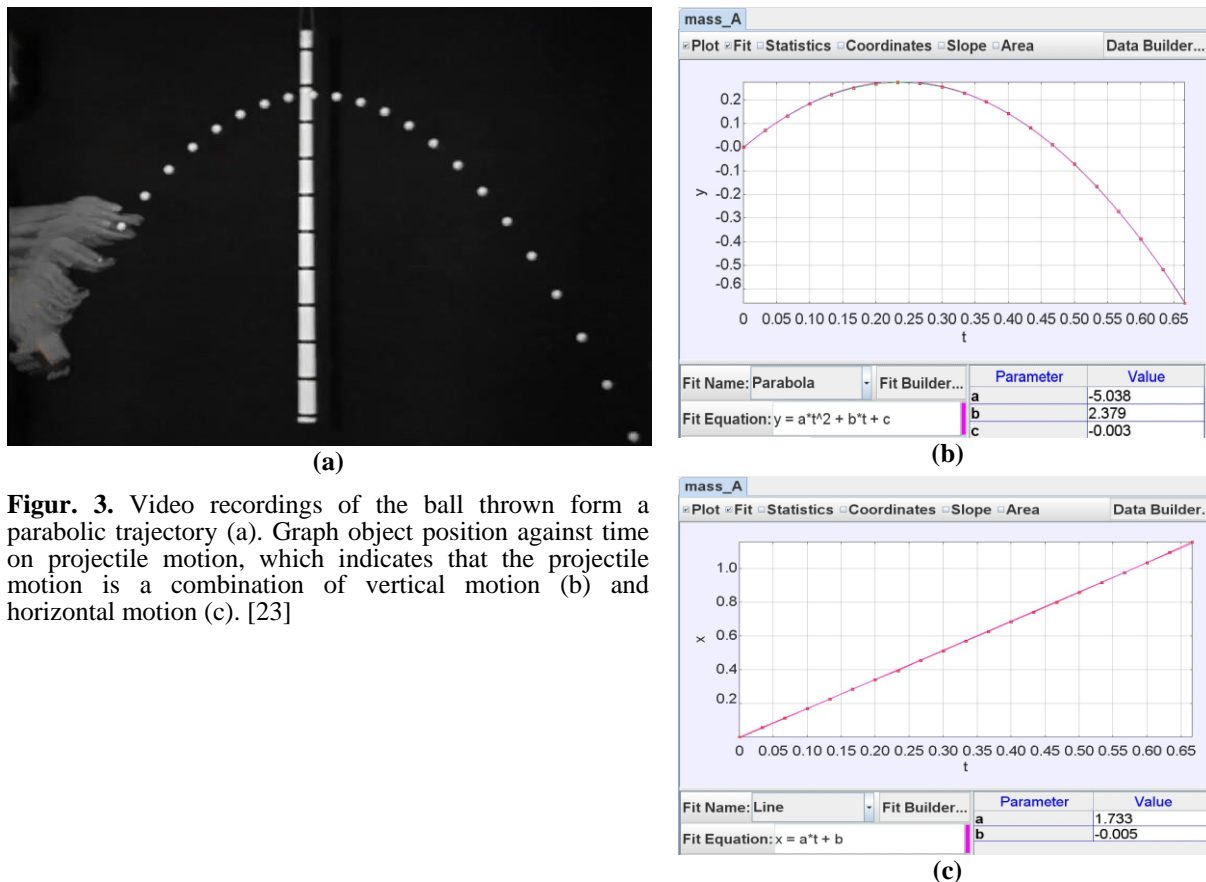 (a)
Figur. 3. Video recordings of the ball thrown form a
parabolic trajectory (a). Graph object position against time
on projectile motion, which indicates that the projectile
motion is a combination of vertical motion (b) and
horizontal motion (c). [23]
mass_A
Plot Fit Statistics Coordinates Slope Area Data Builder...
0.2
0.1
-0.0
-0.1
-0.2
-0.3
-0.4
-0.5
-0.6
y
0 0.05 0.10 0.15 0.20 0.25 0.30 0.35 0.40 0.45 0.50 0.55 0.60 0.65
t
Fit Name: Parabola Fit Builder... Parameter Value
a -5.038
Fit Equation: y = a*t^2 + b*t + c b 2.379
c -0.003
(b)
mass_A
Plot Fit Statistics Coordinates Slope Area Data Builder.
1.0
0.8
0.6
0.4
0.2
x
0 0.05 0.10 0.15 0.20 0.25 0.30 0.35 0.40 0.45 0.50 0.55 0.60 0.65
t
Fit Name: Line Fit Builder... Parameter Value
a 1.733
Fit Equation: x = a*t + b b -0.005
(c)